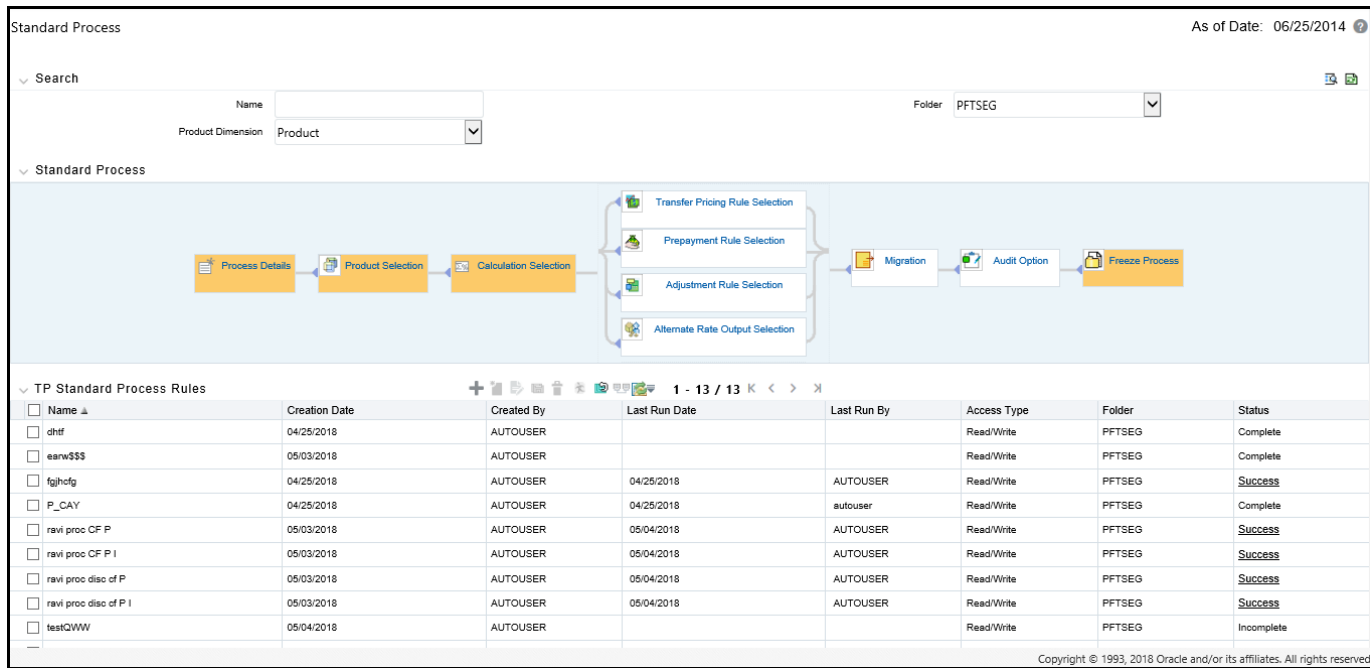 Standard Process
As of Date: 06/25/2014
Search
Name
Folder PFTSEG
Product Dimension Product
Standard Process
Transfer Pricing Rule Selection
Prepayment Rule Selection
Process Details Product Selection Calculation Selection Migration Audit Option Freeze Process
Adjustment Rule Selection
Alternate Rate Output Selection
TP Standard Process Rules 1 - 13 / 13
Name Creation Date Created By Last Run Date Last Run By Access Type Folder Status
dhtf 04/25/2018 AUTOUSER Read/Write PFTSEG Complete
earw$$$ 05/03/2018 AUTOUSER Read/Write PFTSEG Complete
fgjhcfg 04/25/2018 AUTOUSER 04/25/2018 AUTOUSER Read/Write PFTSEG Success
P_CAY 04/25/2018 AUTOUSER 04/25/2018 autouser Read/Write PFTSEG Complete
ravi proc CF P 05/03/2018 AUTOUSER 05/04/2018 AUTOUSER Read/Write PFTSEG Success
ravi proc CF P I 05/03/2018 AUTOUSER 05/04/2018 AUTOUSER Read/Write PFTSEG Success
ravi proc disc cf P 05/03/2018 AUTOUSER 05/04/2018 AUTOUSER Read/Write PFTSEG Success
ravi proc disc cf P I 05/03/2018 AUTOUSER 05/04/2018 AUTOUSER Read/Write PFTSEG Success
testQWW 05/04/2018 AUTOUSER Read/Write PFTSEG Incomplete
Copyright © 1993, 2018 Oracle and/or its affiliates. All rights reserved